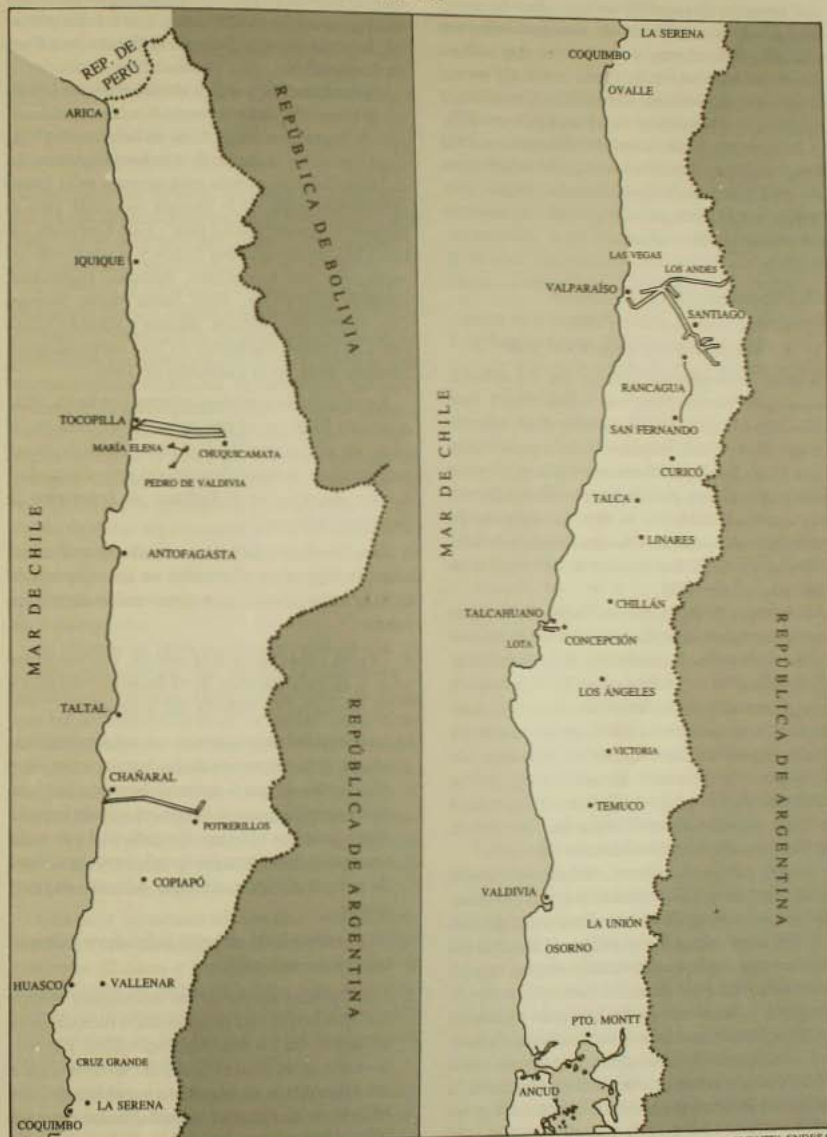 REP. DE
PERÚ
ARICA
REPÚBLICA DE BOLIVIA
IQUIQUE
TOCOPILLA
MARÍA ELENA
CHUQUICAMATA
PEDRO DE VALDIVIA
MAR DE CHILE
ANTOFAGASTA
TALTAL
CHAÑARAL
POTRERILLOS
REPÚBLICA DE ARGENTINA
COPIAPÓ
HUASCO
VALLENAR
CRUZ GRANDE
LA SERENA
COQUIMBO
LA SERENA
COQUIMBO
OVALLE
LAS VEGAS
LOS ANDES
VALPARAÍSO
SANTIAGO
RANCAGUA
MAR DE CHILE
SAN FERNANDO
CURICÓ
TALCA
LINARES
CHILLÁN
TALCAHUANO
LOTA
CONCEPCIÓN
LOS ÁNGELES
REPÚBLICA DE ARGENTINA
VICTORIA
TEMUCO
VALDIVIA
LA UNIÓN
OSORNO
PTO. MONTT
ANCUD